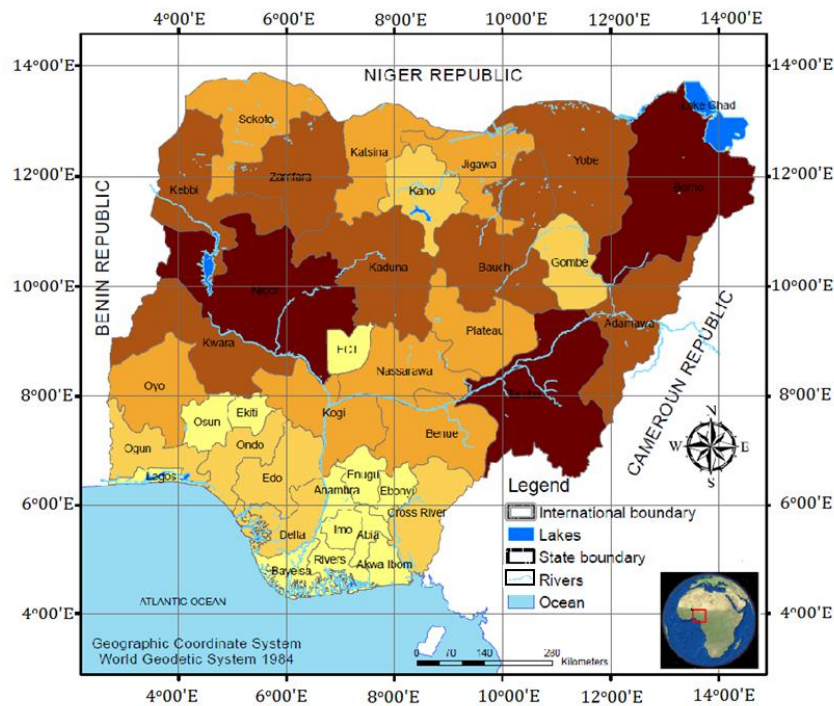 4°00'E 6°00'E 8°00'E 10°00'E 12°00'E 14°00'E
14°00'E NIGER REPUBLIC 14°00'E
Lake Chad
Sokoto
Katsina
Jigawa
Yobe
12°00'E 12°00'E
Zamfara
Kebbi
Kano
Borno
BENIN REPUBLIC
Kaduna
Bauchi
Gombe
10°00'E 10°00'E
Niger
Adamawa
Plateau
Kwara
FCT
Nassarawa
CAMEROUN REPUBLIC
8°00'E 8°00'E
Oyo
Kogi
Osun
Ekiti
Benue
N
W E
S
Ogun
Ondo
Lagos
Edo
Enugu
Anambra
Ebonyi
6°00'E 6°00'E
Cross River
Delta
Imo
Abia
Bayelsa
Rivers
Akwa Ibom
Legend
International boundary
Lakes
State boundary
Rivers
Ocean
4°00'E 4°00'E
ATLANTIC OCEAN
Geographic Coordinate System
World Geodetic System 1984
0 70 140 280
Kilometers
4°00'E 6°00'E 8°00'E 10°00'E 12°00'E 14°00'E